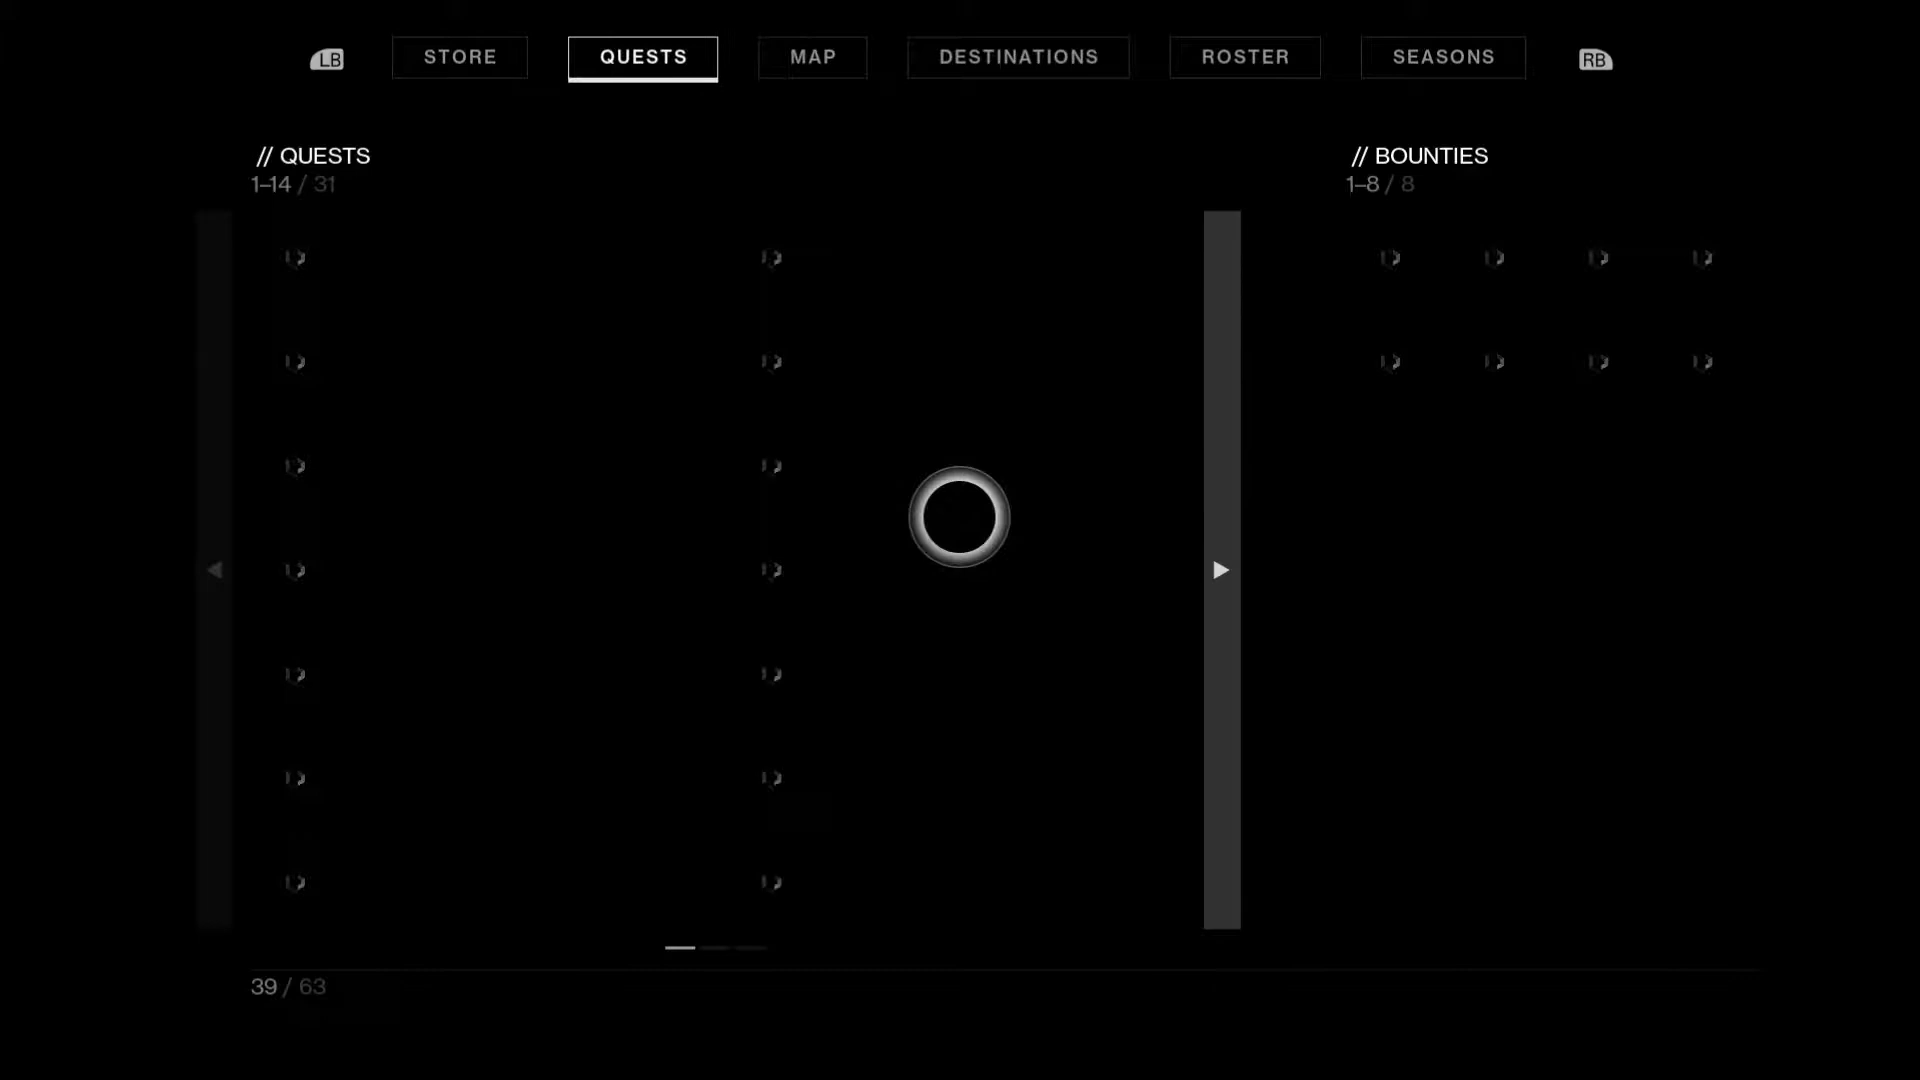 LB STORE QUESTS MAP DESTINATIONS ROSTER SEASONS RB
// QUESTS
1–14 / 31
// BOUNTIES
1–8 / 8
39 / 63